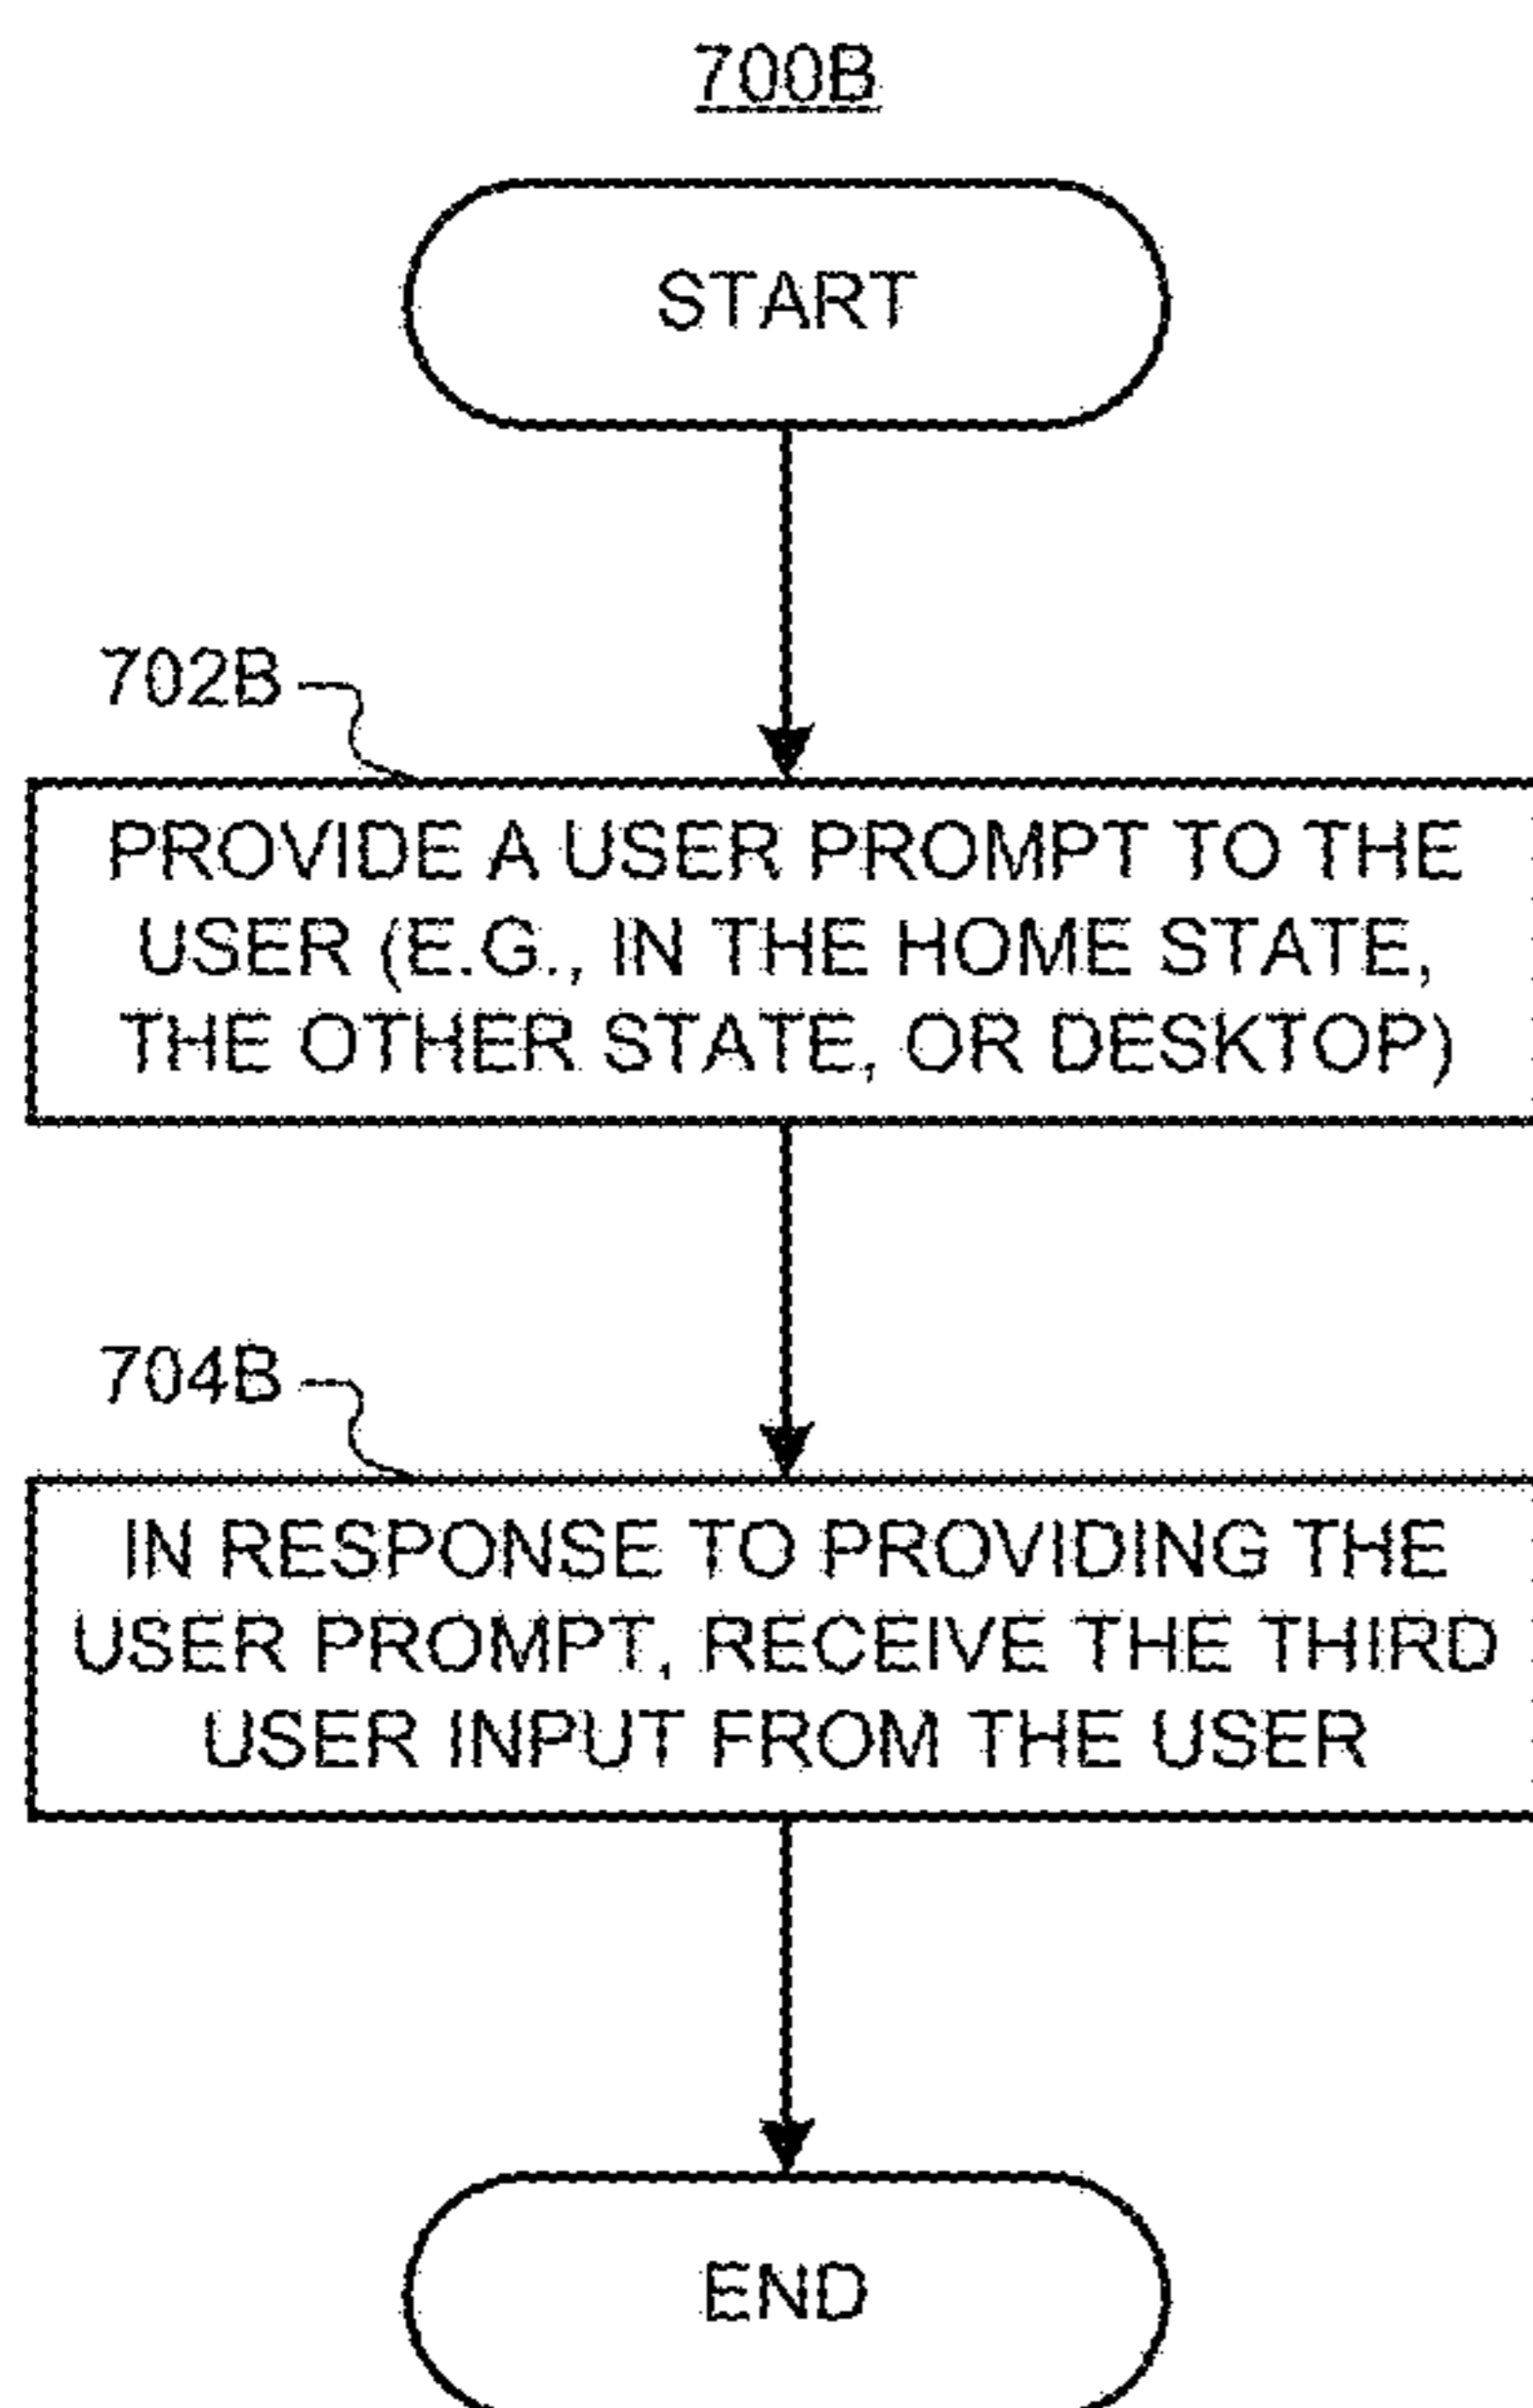 700B
START
702B
PROVIDE A USER PROMPT TO THE
USER (E.G., IN THE HOME STATE,
THE OTHER STATE, OR DESKTOP)
704B
IN RESPONSE TO PROVIDING THE
USER PROMPT, RECEIVE THE THIRD
USER INPUT FROM THE USER
END